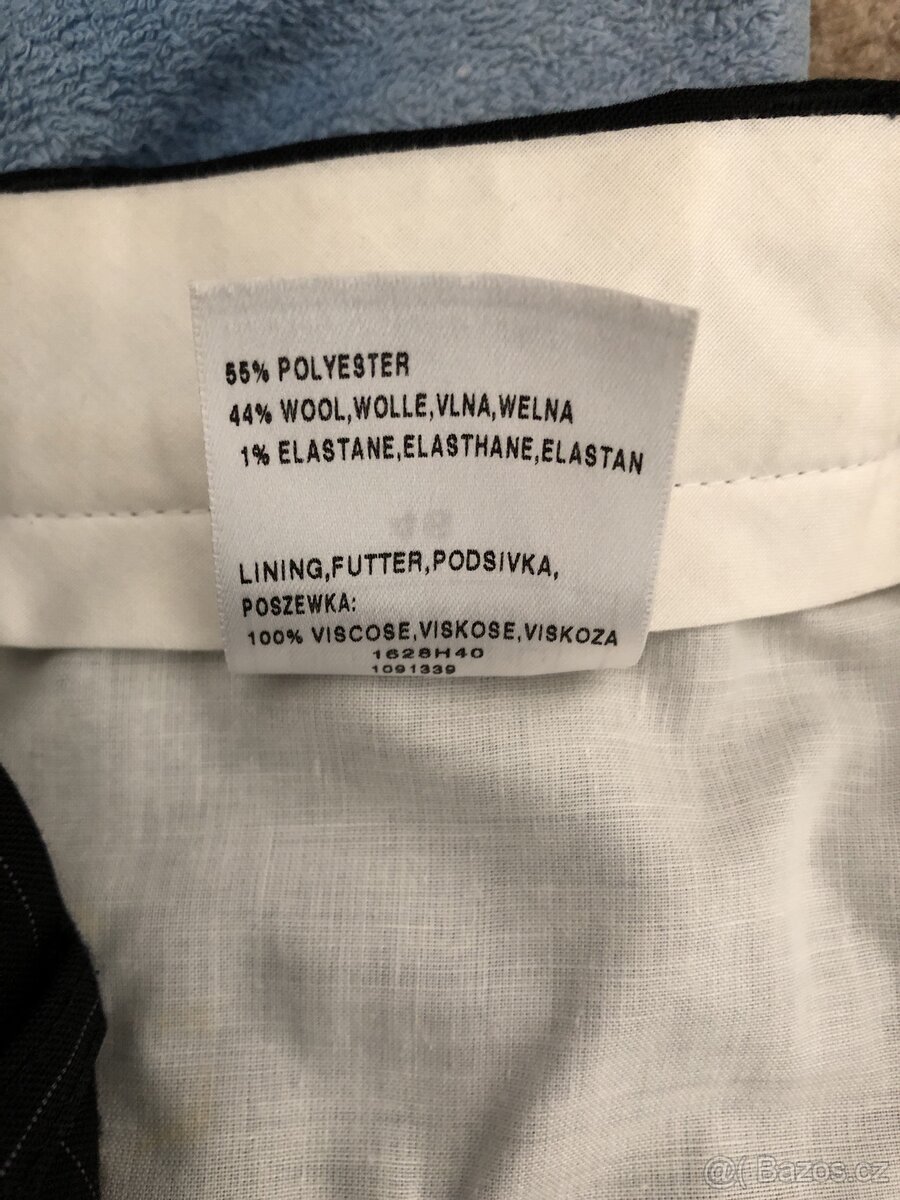 55% POLYESTER
44% WOOL,WOLLE,VLNA,WELNA
1% ELASTANE,ELASTHANE,ELASTAN
LINING,FUTTER,PODSIVKA,
POSZEWKA:
100% VISCOSE,VISKOSE,VISKOZA
1628H40
1091339
@( Bazos.cz